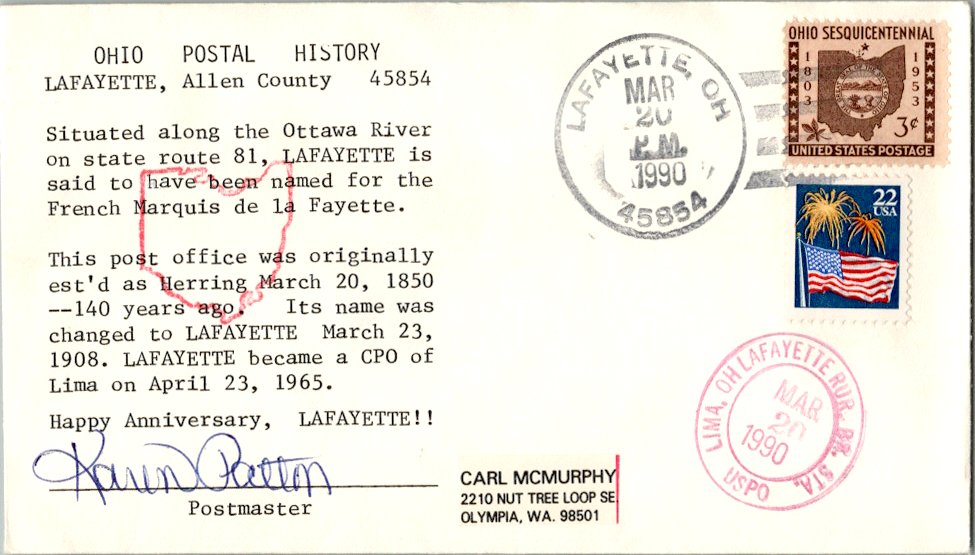 OHIO POSTAL HISTORY
LAFAYETTE, Allen County 45854
Situated along the Ottawa River
on state route 81, LAFAYETTE is
said to have been named for the
French Marquis de la Fayette.
This post office was originally
est'd as Herring March 20, 1850
--140 years ago. Its name was
changed to LAFAYETTE March 23,
1908. LAFAYETTE became a CPO of
Lima on April 23, 1965.
Happy Anniversary, LAFAYETTE!!
Karen Patton
Postmaster
LAFAYETTE, OH
MAR
20
P.M.
1990
45854
OHIO SESQUICENTENNIAL
1803
1953
3¢
UNITED STATES POSTAGE
22
USA
LIMA, OH LAFAYETTE RUR. BR. STA.
MAR
20
1990
USPO
CARL MCMURPHY
2210 NUT TREE LOOP SE
OLYMPIA, WA. 98501